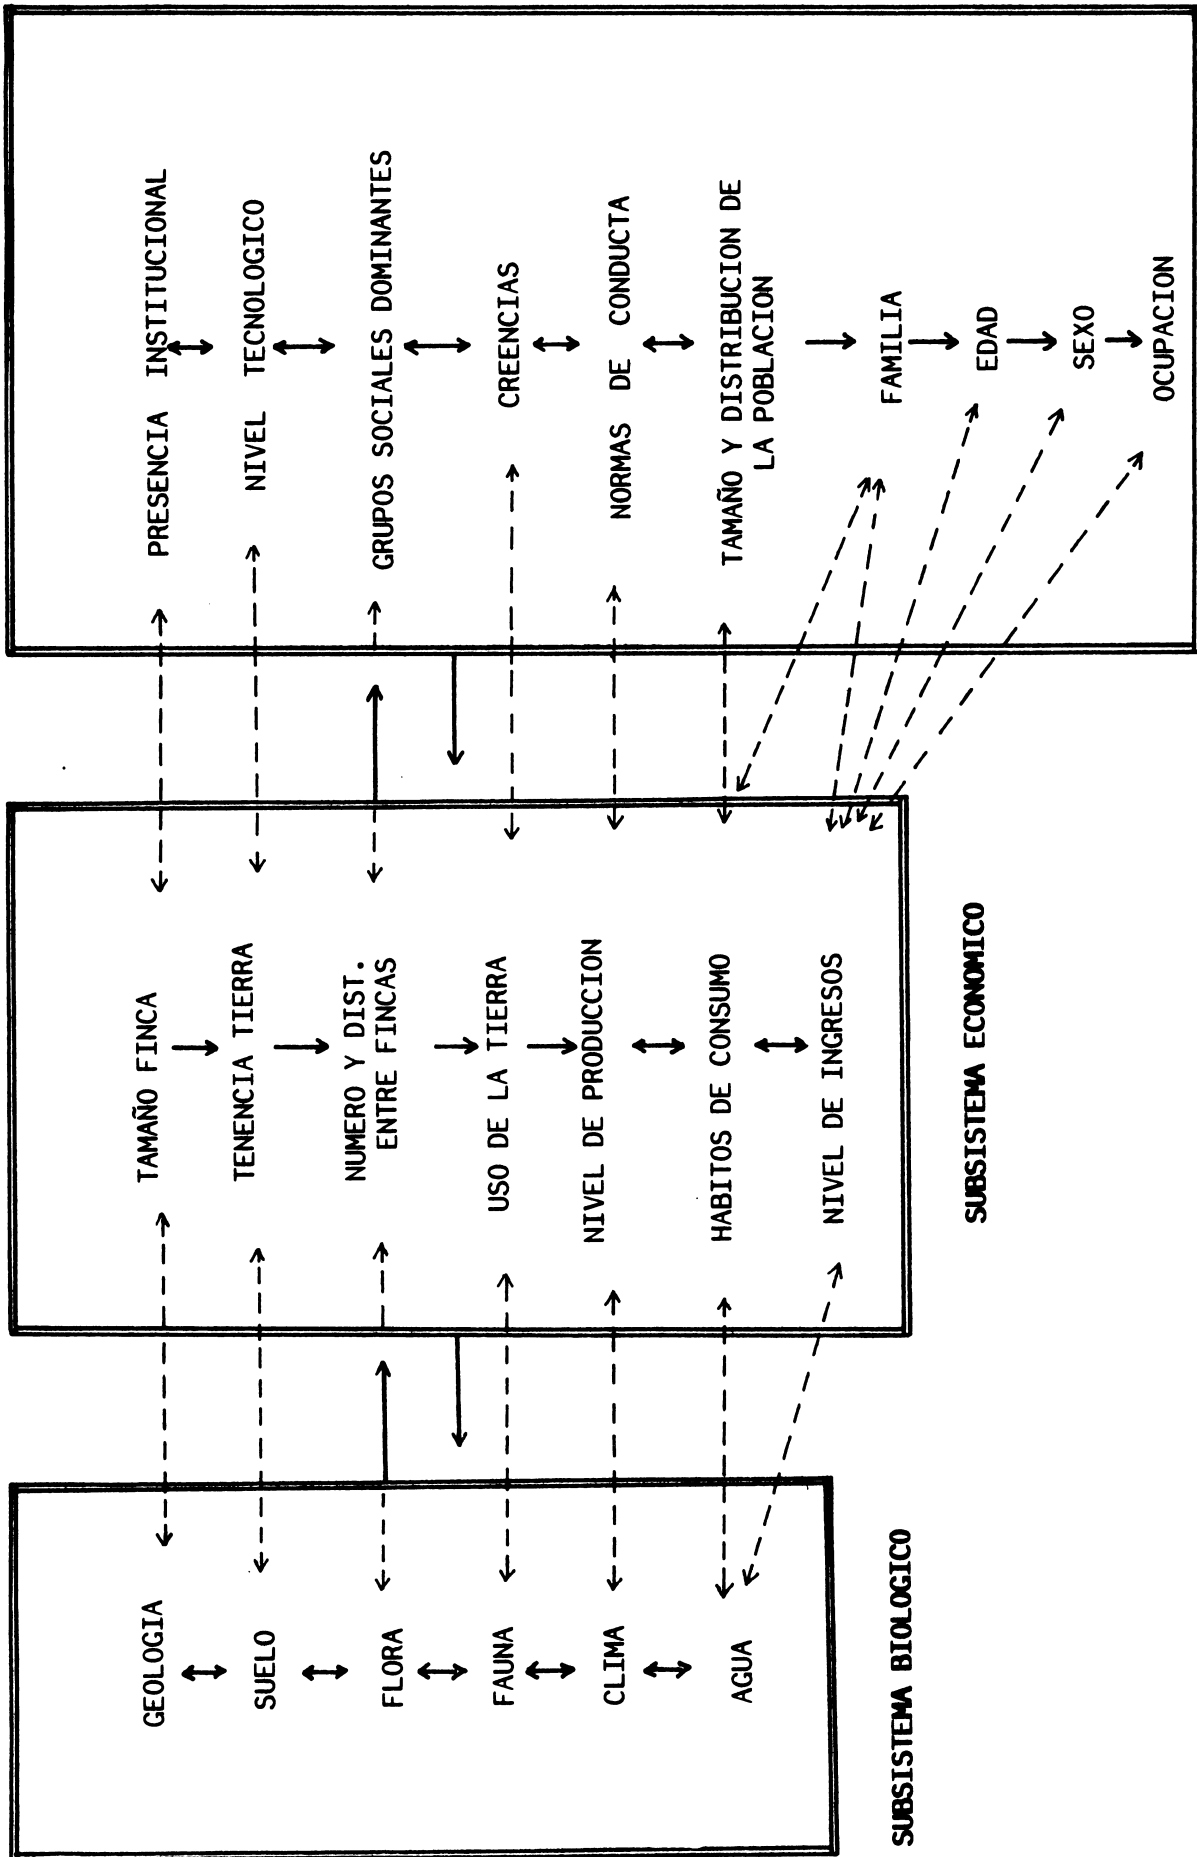 GEOLOGIA
SUELO
FLORA
FAUNA
CLIMA
AGUA
SUBSISTEMA BIOLOGICO
TAMAÑO FINCA
TENENCIA TIERRA
NUMERO Y DIST.
ENTRE FINCAS
USO DE LA TIERRA
NIVEL DE PRODUCCION
HABITOS DE CONSUMO
NIVEL DE INGRESOS
SUBSISTEMA ECONOMICO
PRESENCIA INSTITUCIONAL
NIVEL TECNOLOGICO
GRUPOS SOCIALES DOMINANTES
CREENCIAS
NORMAS DE CONDUCTA
TAMAÑO Y DISTRIBUCION DE
LA POBLACION
FAMILIA
EDAD
SEXO
OCUPACION